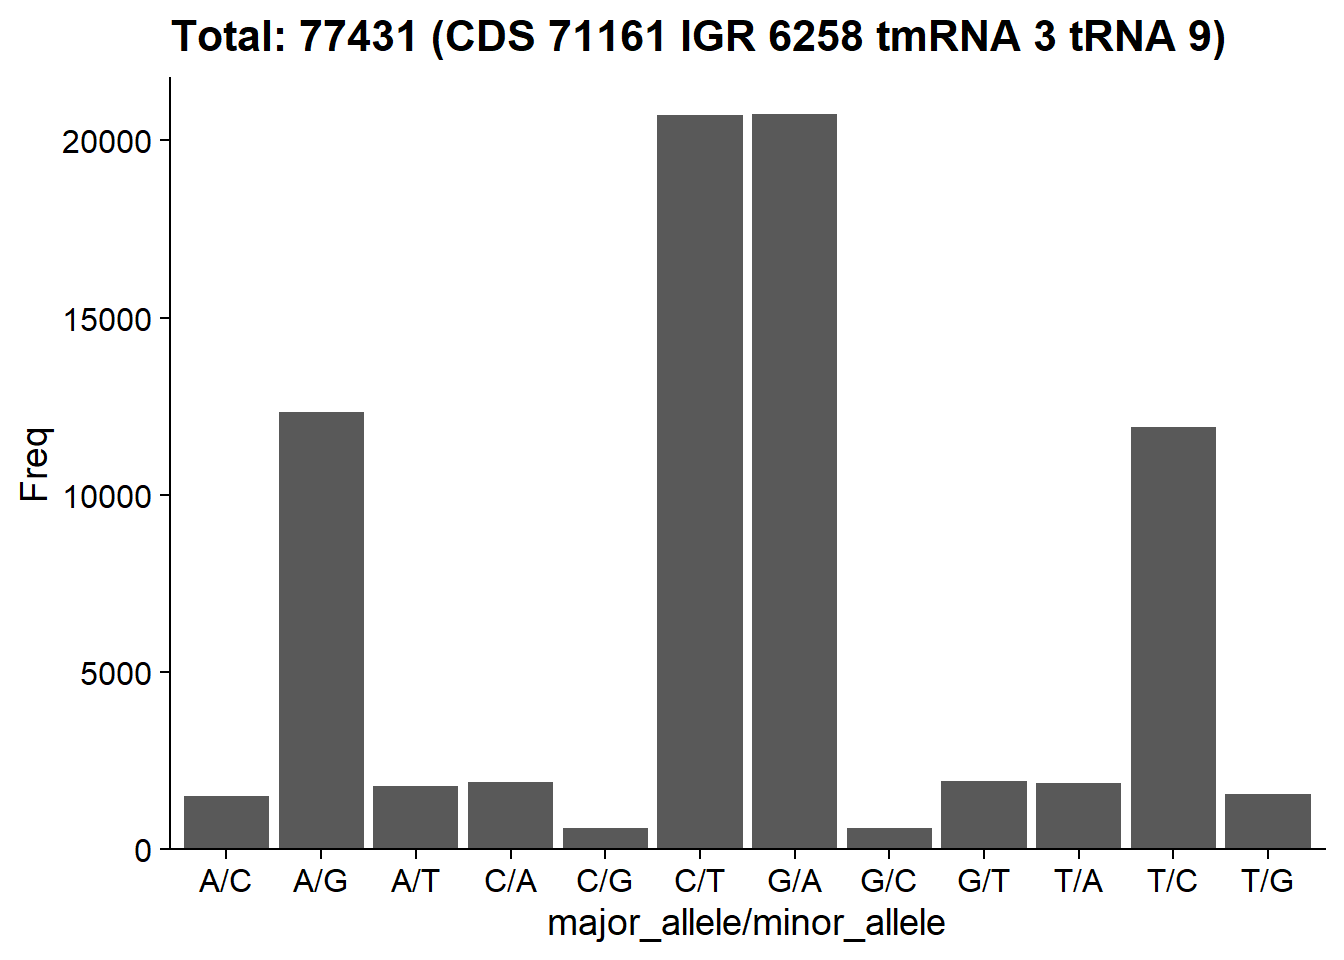 Total: 77431 (CDS 71161 IGR 6258 tmRNA 3 tRNA 9)
20000
15000
10000
5000
0
Freq
A/C A/G A/T C/A C/G C/T G/A G/C G/T T/A T/C T/G
major_allele/minor_allele